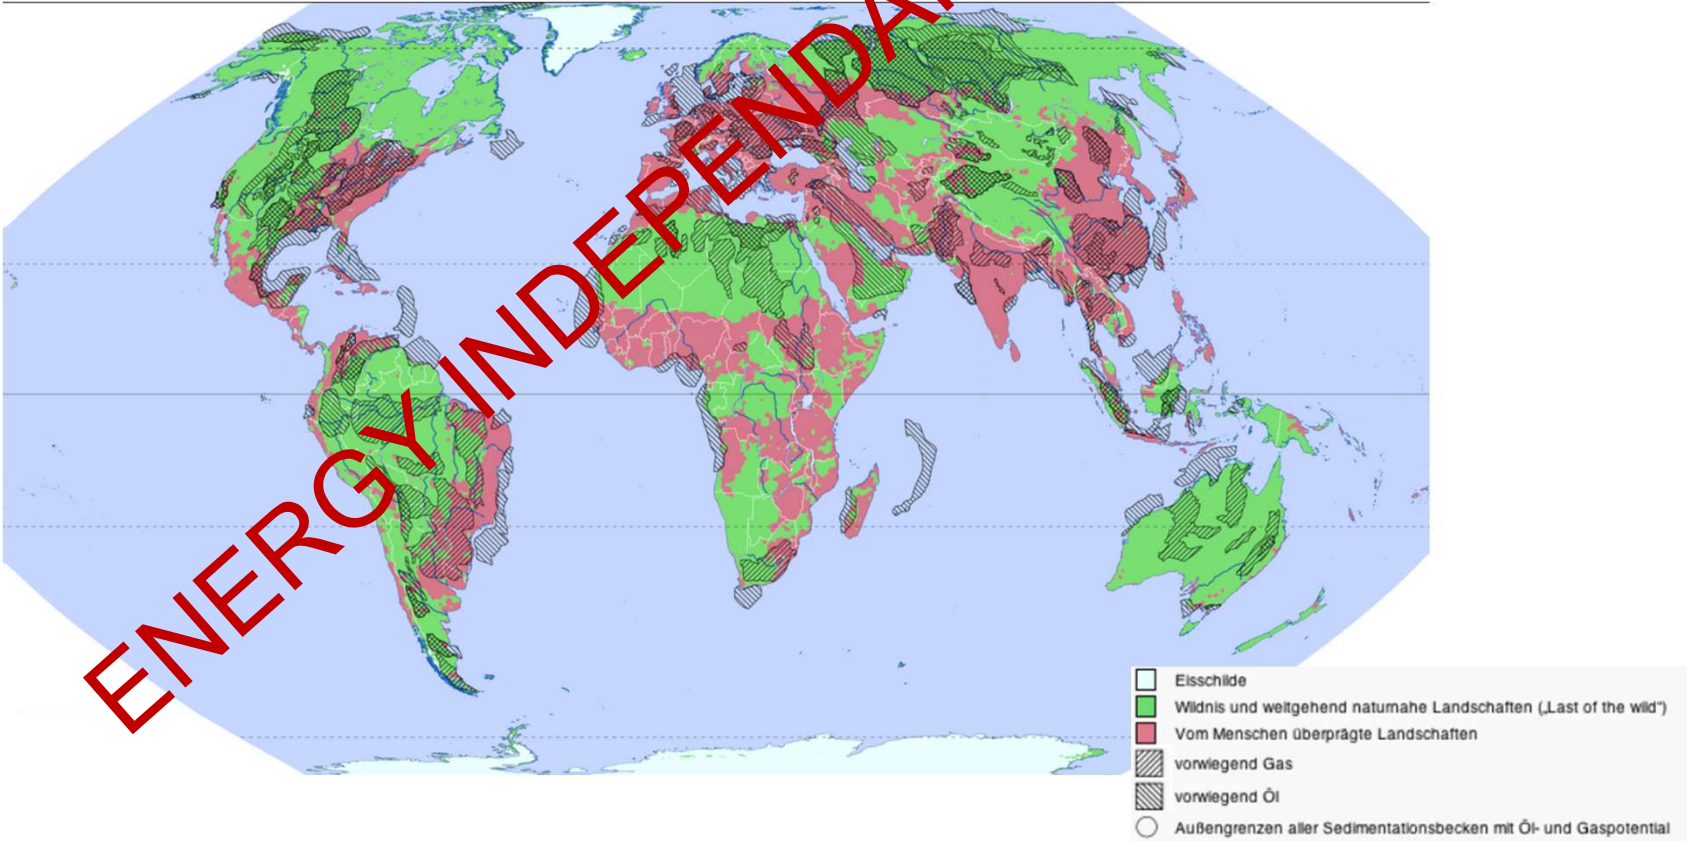 ENERGY INDEPENDAN
Eisschilde
Wildnis und weitgehend naturnahe Landschaften („Last of the wild“)
Vom Menschen überprägte Landschaften
vorwiegend Gas
vorwiegend Öl
Außengrenzen aller Sedimentationsbecken mit Öl- und Gaspotential